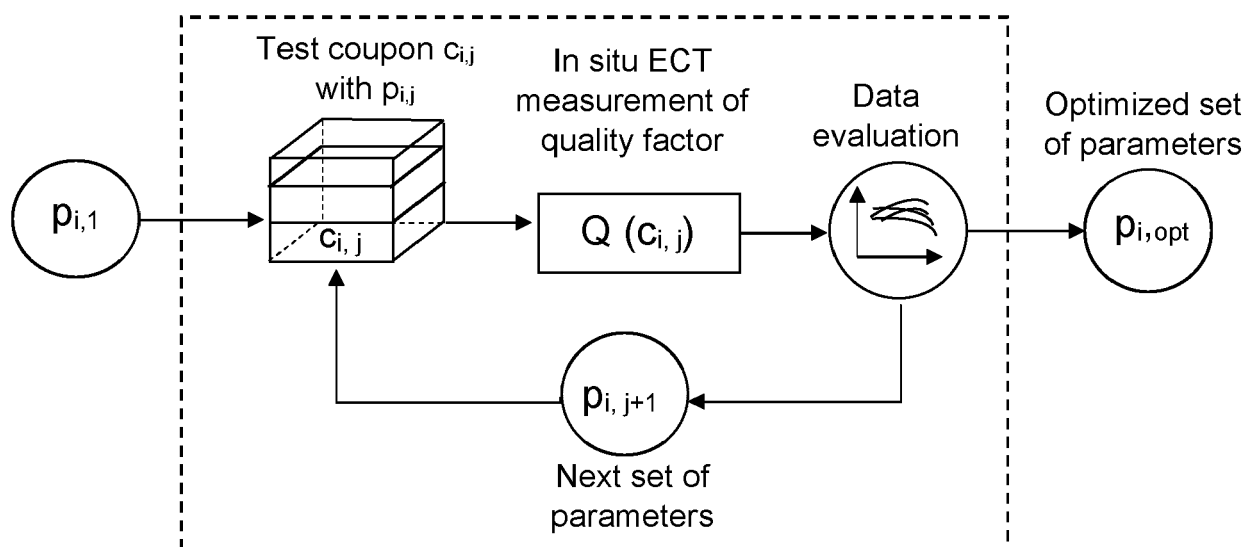 Test coupon ci,j
with pi,j
In situ ECT
measurement of
quality factor
Data
evaluation
Optimized set
of parameters
pi,1
ci, j
Q (ci, j)
pi,opt
pi, j+1
Next set of
parameters